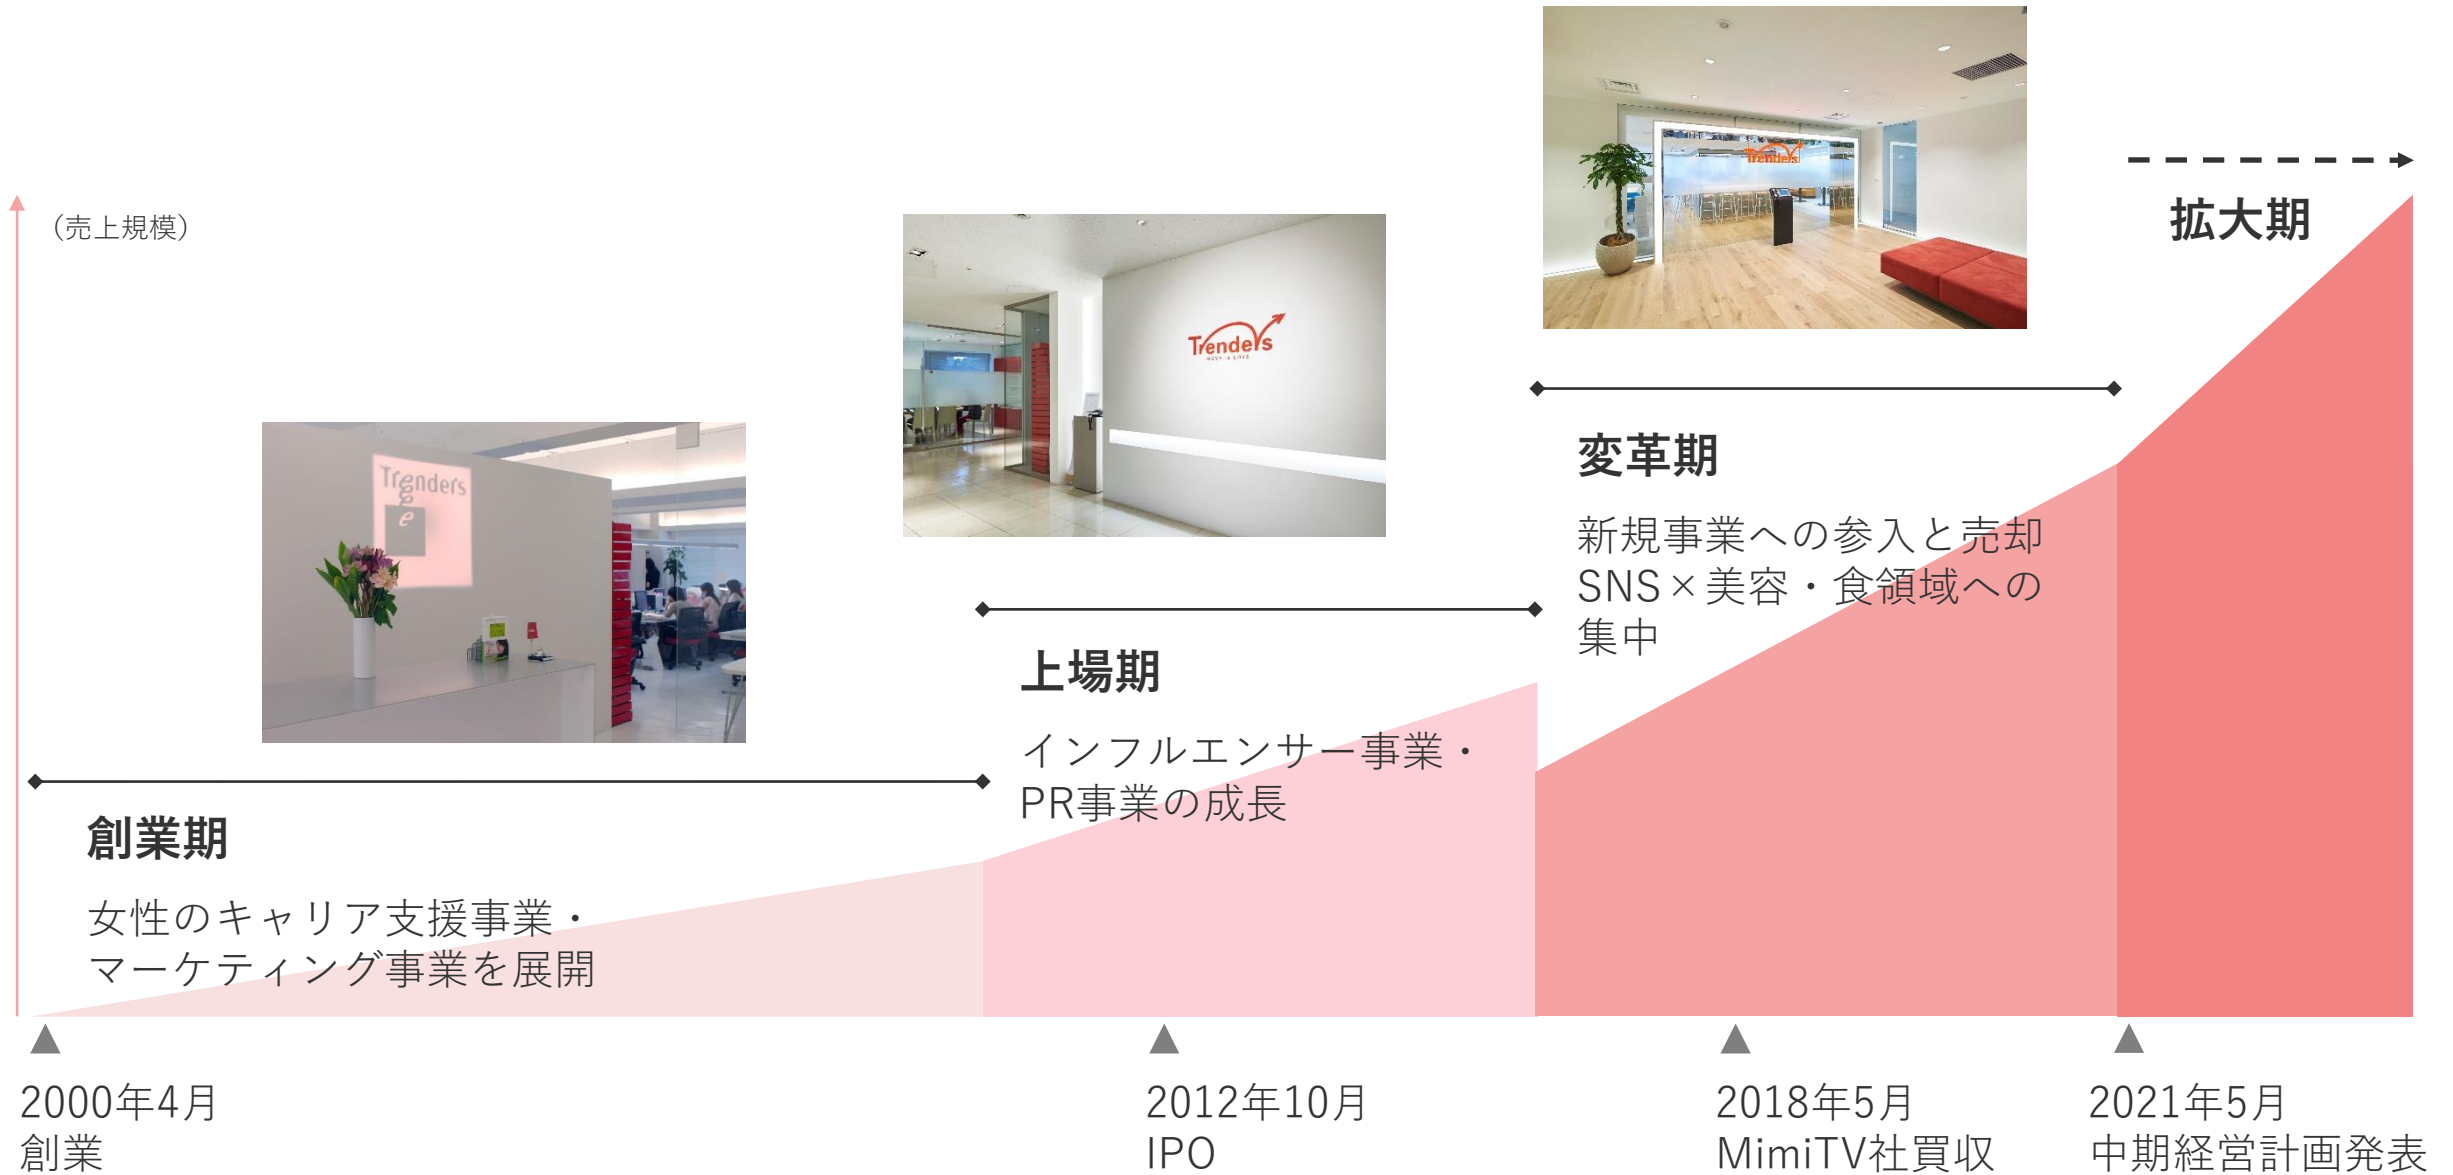 （売上規模）
拡大期
Trenders
Trenders
Trenders
e
変革期
新規事業への参入と売却
SNS×美容・食領域への
集中
上場期
インフルエンサー事業・
PR事業の成長
創業期
女性のキャリア支援事業・
マーケティング事業を展開
2000年4月
創業
2012年10月
IPO
2018年5月
MimiTV社買収
2021年5月
中期経営計画発表